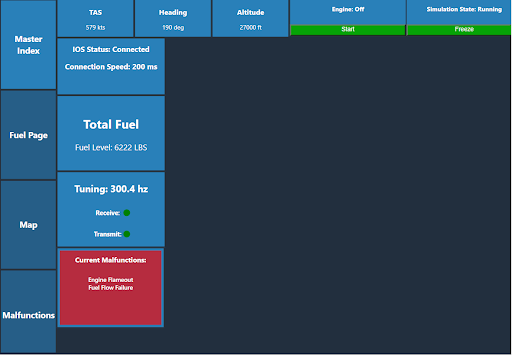 Master
Index
TAS
579 kts
Heading
190 deg
Altitude
27000 ft
Engine: Off
Start
Simulation State: Running
Freeze
IOS Status: Connected
Connection Speed: 200 ms
Fuel Page
Total Fuel
Fuel Level: 6222 LBS
Map
Tuning: 300.4 hz
Receive:
Transmit:
Malfunctions
Current Malfunctions:
Engine Flameout
Fuel Flow Failure